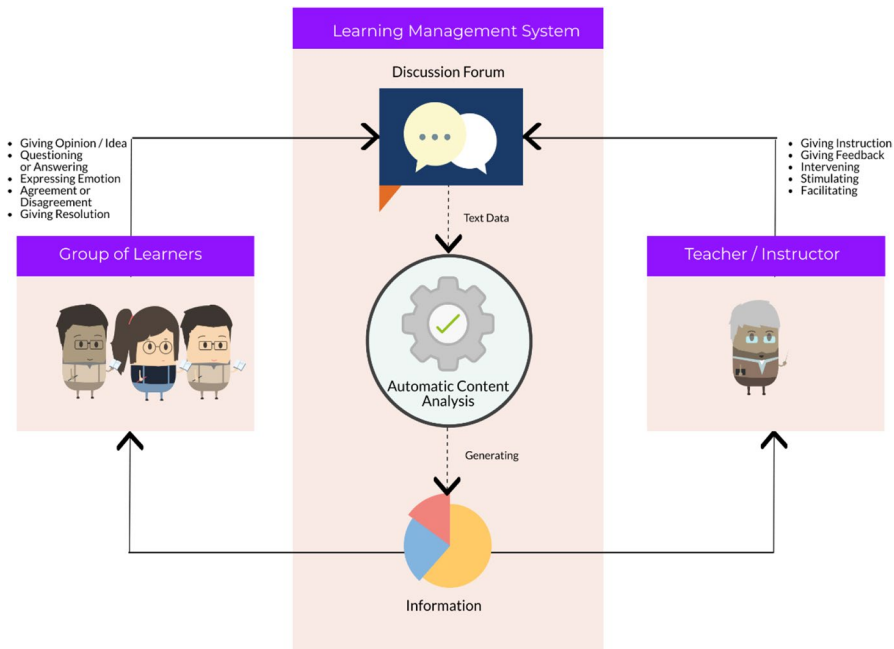 Learning Management System
Discussion Forum
• Giving Opinion / Idea
• Questioning
or Answering
• Expressing Emotion
• Agreement or
Disagreement
• Giving Resolution
• Giving Instruction
• Giving Feedback
• Intervening
• Stimulating
• Facilitating
Text Data
Group of Learners
Teacher / Instructor
Automatic Content
Analysis
Generating
Information